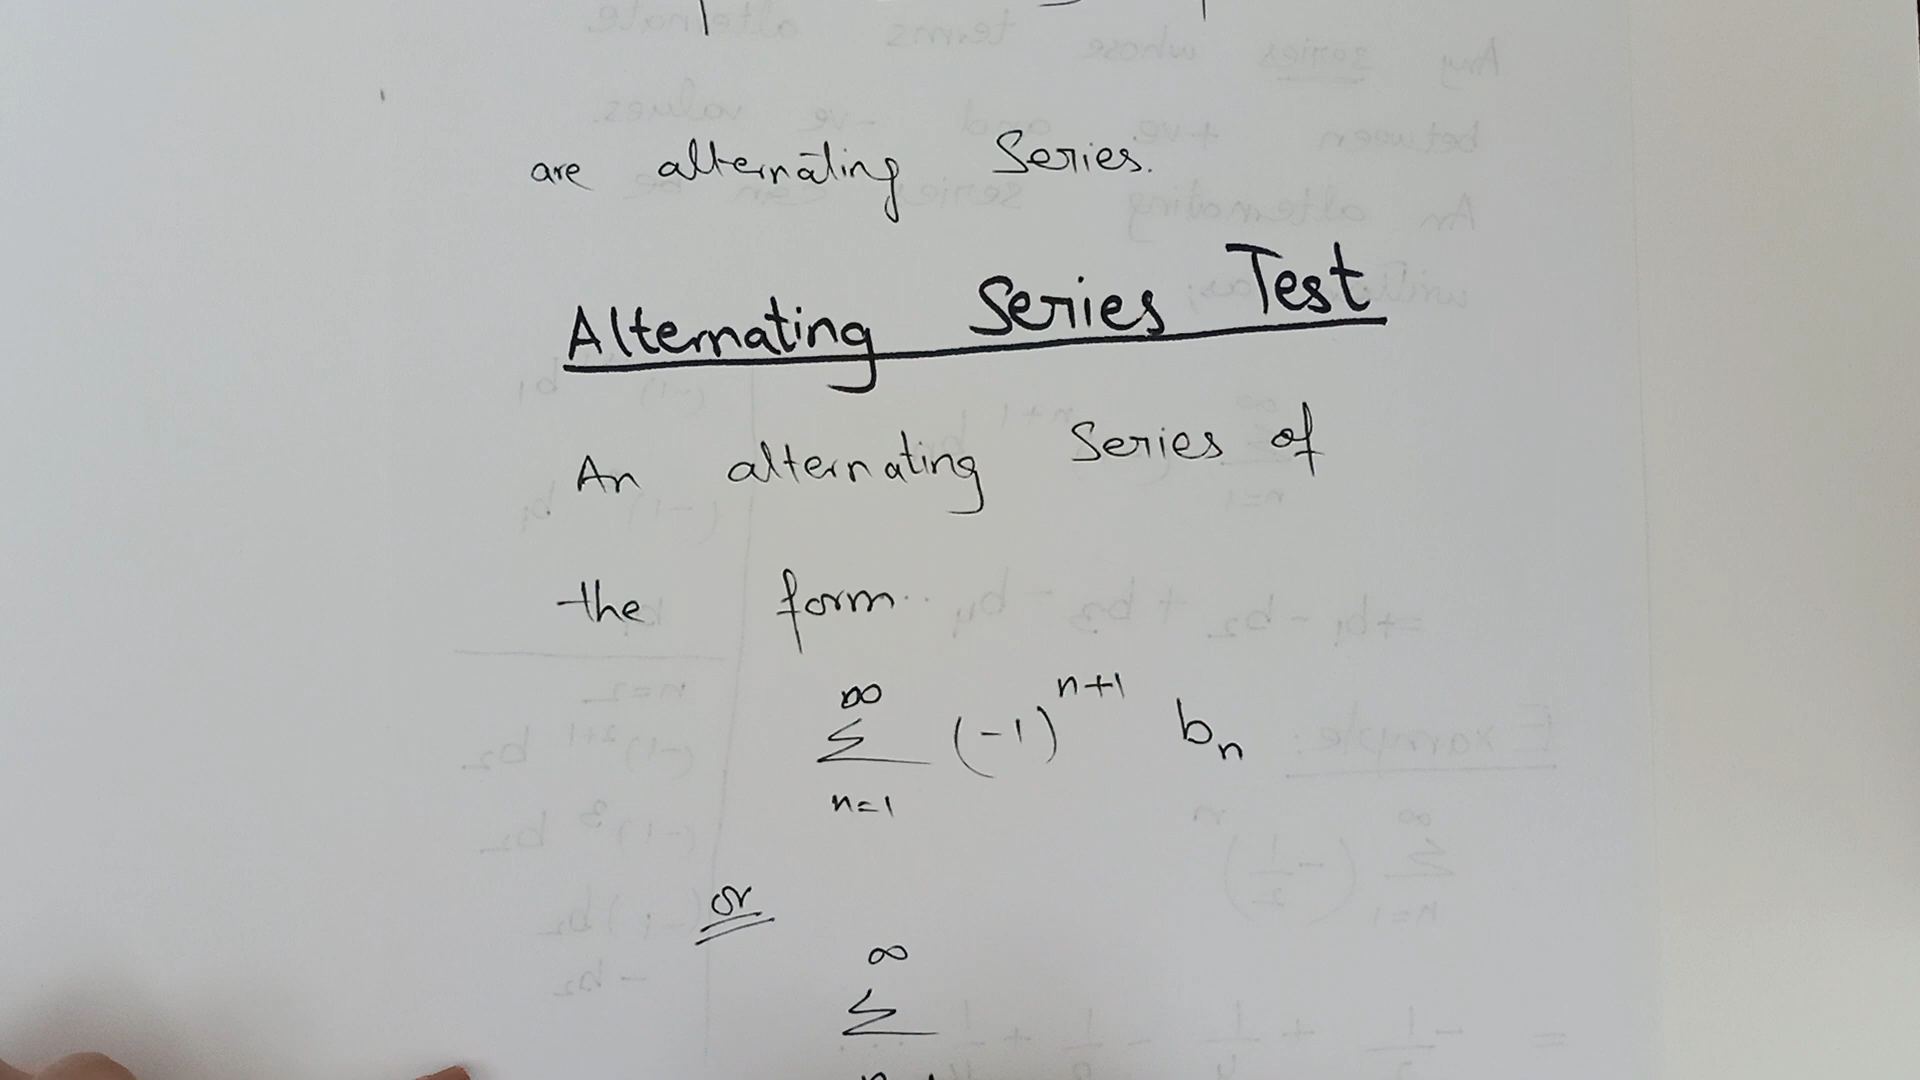 are alternating Series.
Alternating Series Test
An alternating Series of
the form
∞
Σ (-1)^{n+1} b_n
n=1
or
∞
Σ